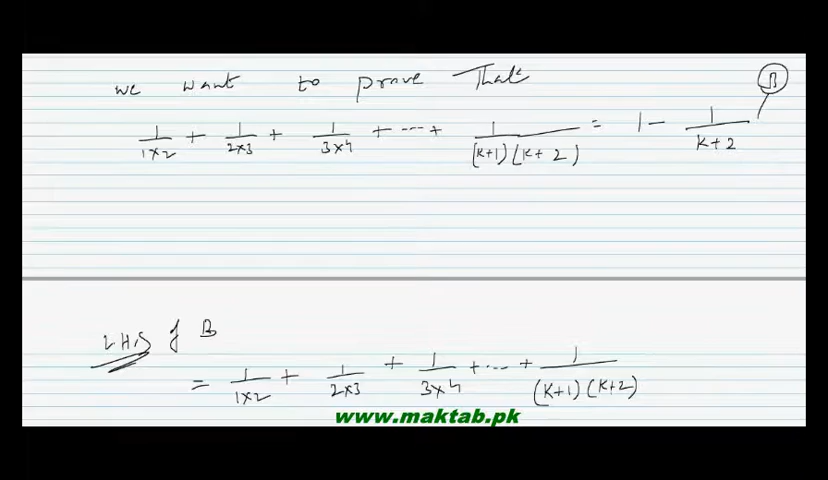 we want to prove That
B
1/1×2 + 1/2×3 + 1/3×4 + ... + 1/(k+1)(k+2) = 1 - 1/k+2
LHS of B
= 1/1×2 + 1/2×3 + 1/3×4 + ... + 1/(k+1)(k+2)
www.maktab.pk